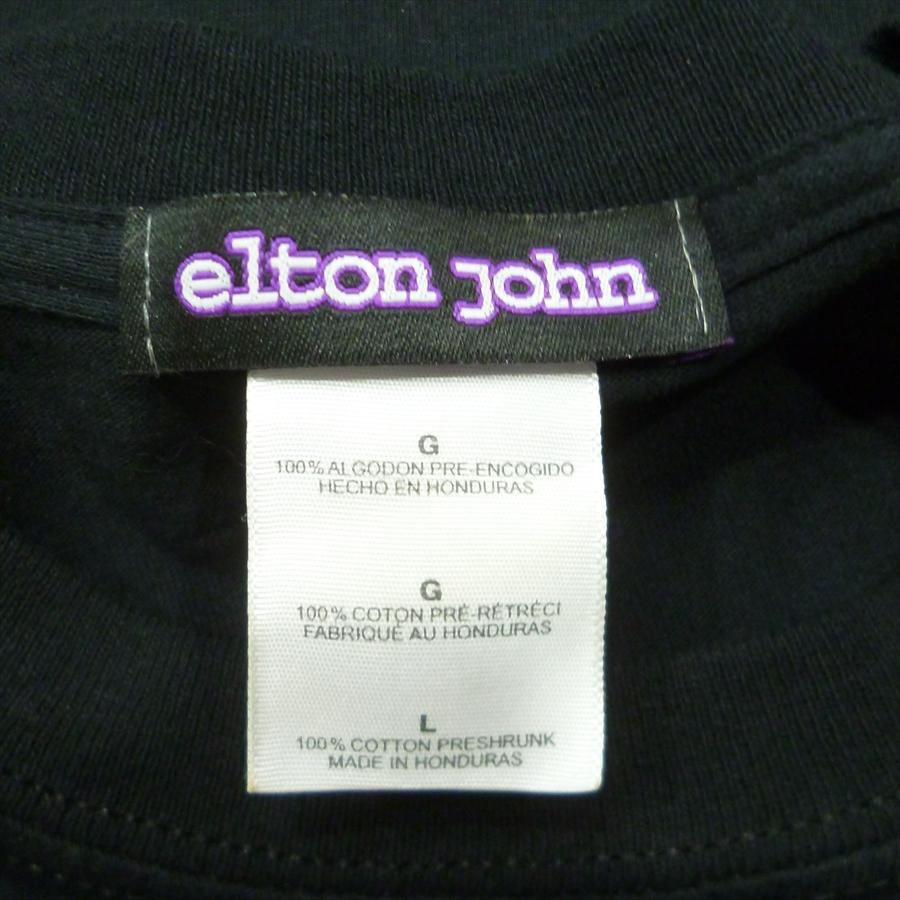 elton john
G
100% ALGODON PRE-ENCOGIDO
HECHO EN HONDURAS
G
100% COTON PRÉ-RÉTRÉCI
FABRIQUÉ AU HONDURAS
L
100% COTTON PRESHRUNK
MADE IN HONDURAS